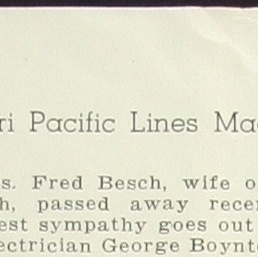 ri Pacific Lines Ma
s. Fred Besch, wife o
h, passed away rece
est sympathy goes out
ectrician George Boynt